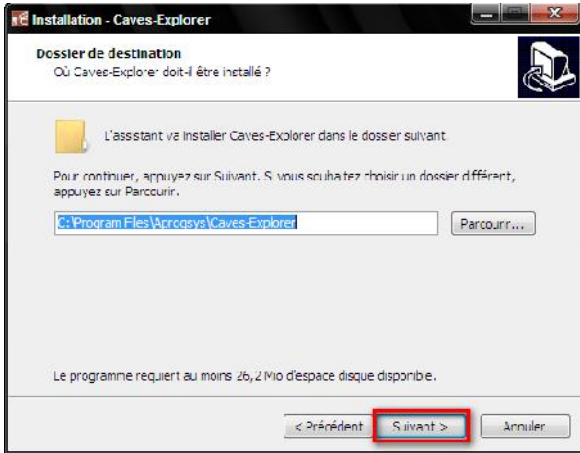 Installation - Caves-Explorer
Dossier de destination
Où Caves-Explorer doit-il être installé ?
L'assistant va installer Caves-Explorer dans le dossier suivant.
Pour continuer, appuyez sur Suivant. Si vous souhaitez choisir un dossier différent,
appuyez sur Parcourir.
C:\Program Files\Aprogsys\Caves-Explorer
Parcourir...
Le programme requiert au moins 26,2 Mio d'espace disque disponible.
< Précédent
Suivant >
Annuler